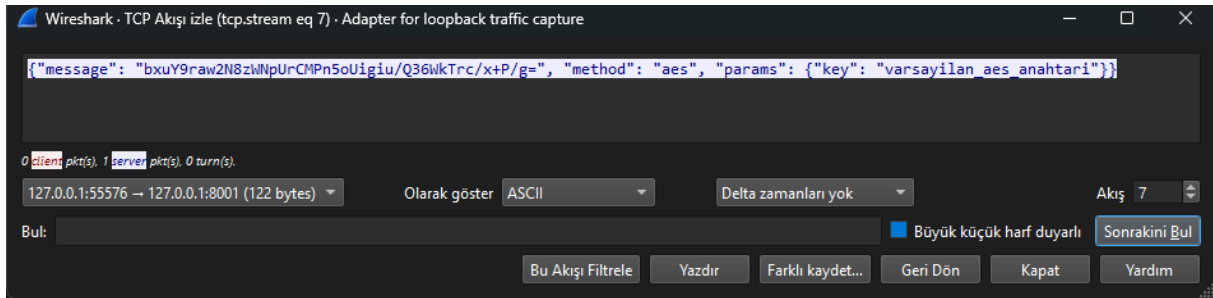 Wireshark · TCP Akışı izle (tcp.stream eq 7) · Adapter for loopback traffic capture
{"message": "bxuY9raw2N8zWNpUrCMPn5oUigiu/Q36WkTrc/x+P/g=", "method": "aes", "params": {"key": "varsayilan_aes_anahtari"}}
0 client pkt(s), 1 server pkt(s), 0 turn(s).
127.0.0.1:55576 → 127.0.0.1:8001 (122 bytes) Olarak göster ASCII Delta zamanları yok Akış 7
Bul: Büyük küçük harf duyarlı Sonrakini Bul
Bu Akışı Filtrele Yazdır Farklı kaydet... Geri Dön Kapat Yardım